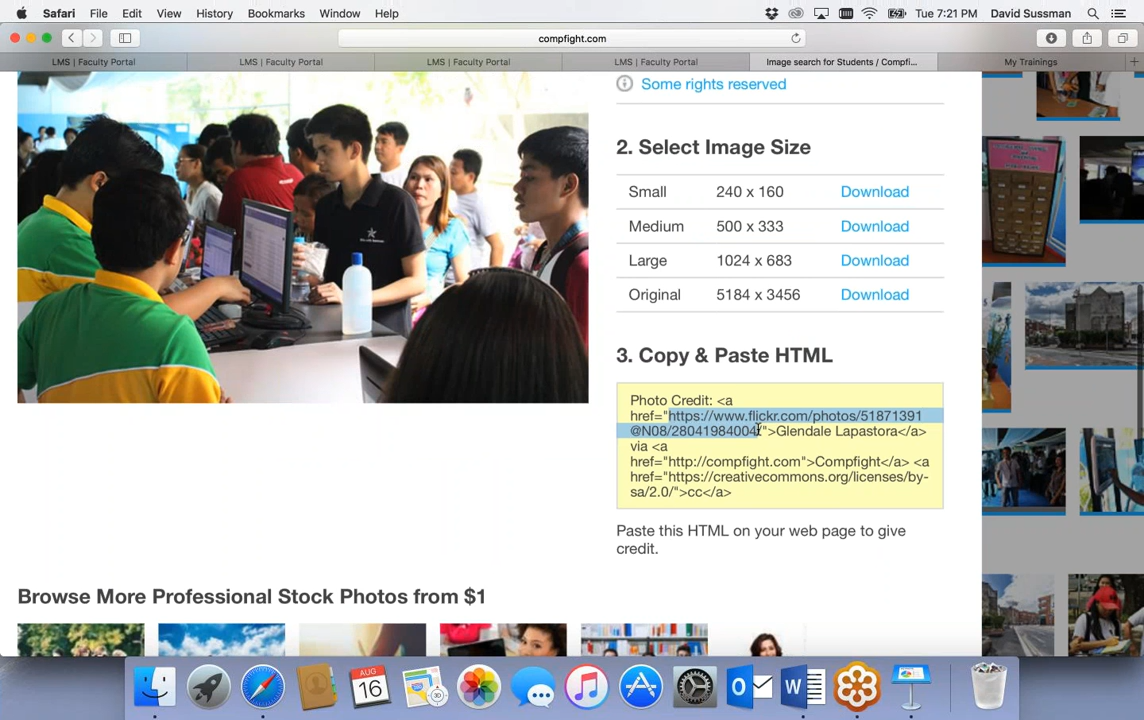 Safari File Edit View History Bookmarks Window Help Tue 7:21 PM David Sussman
compfight.com
LMS | Faculty Portal LMS | Faculty Portal LMS | Faculty Portal LMS | Faculty Portal Image search for Students / Compfi... My Trainings
Some rights reserved
2. Select Image Size
Small 240 x 160 Download
Medium 500 x 333 Download
Large 1024 x 683 Download
Original 5184 x 3456 Download
3. Copy & Paste HTML
Photo Credit: <a
href="https://www.flickr.com/photos/51871391
@N08/28041984004/">Glendale Lapastora</a>
via <a
href="http://compfight.com">Compfight</a> <a
href="https://creativecommons.org/licenses/by-
sa/2.0/">cc</a>
Paste this HTML on your web page to give
credit.
Browse More Professional Stock Photos from $1
AUG
16